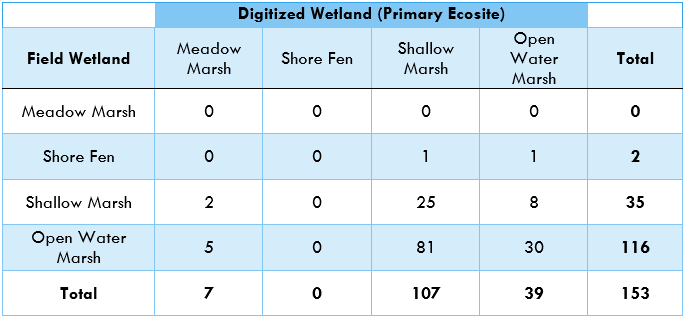 Digitized Wetland (Primary Ecosite)
Field Wetland Meadow Marsh Shore Fen Shallow Marsh Open Water Marsh Total
Meadow Marsh 0 0 0 0 0
Shore Fen 0 0 1 1 2
Shallow Marsh 2 0 25 8 35
Open Water Marsh 5 0 81 30 116
Total 7 0 107 39 153